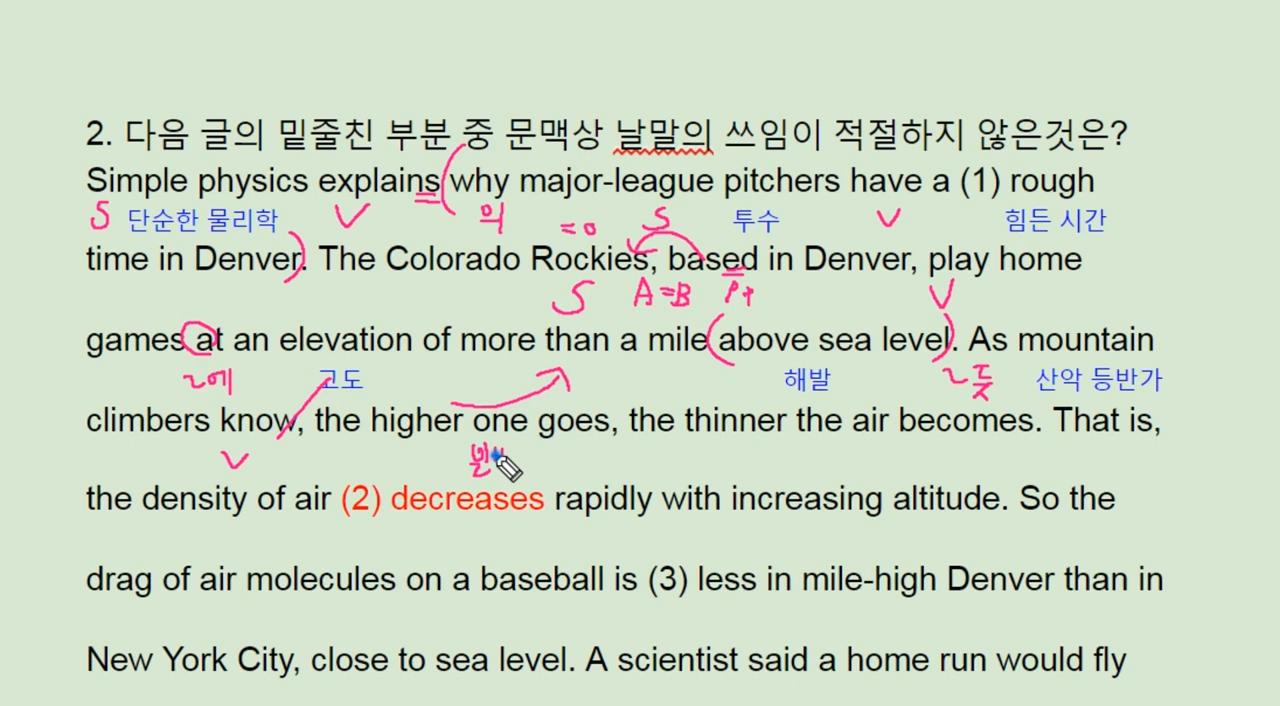 2. 다음 글의 밑줄친 부분 중 문맥상 날말의 쓰임이 적절하지 않은것은?
Simple physics explains why major-league pitchers have a (1) rough
S 단순한 물리학 V = 의 =o S 투수 V 힘든 시간
time in Denver. The Colorado Rockies, based in Denver, play home
S A=B P+ V
games at an elevation of more than a mile above sea level. As mountain
~에 고도 해발 ~듯 산악 등반가
climbers know, the higher one goes, the thinner the air becomes. That is,
V
the density of air (2) decreases rapidly with increasing altitude. So the
drag of air molecules on a baseball is (3) less in mile-high Denver than in
New York City, close to sea level. A scientist said a home run would fly